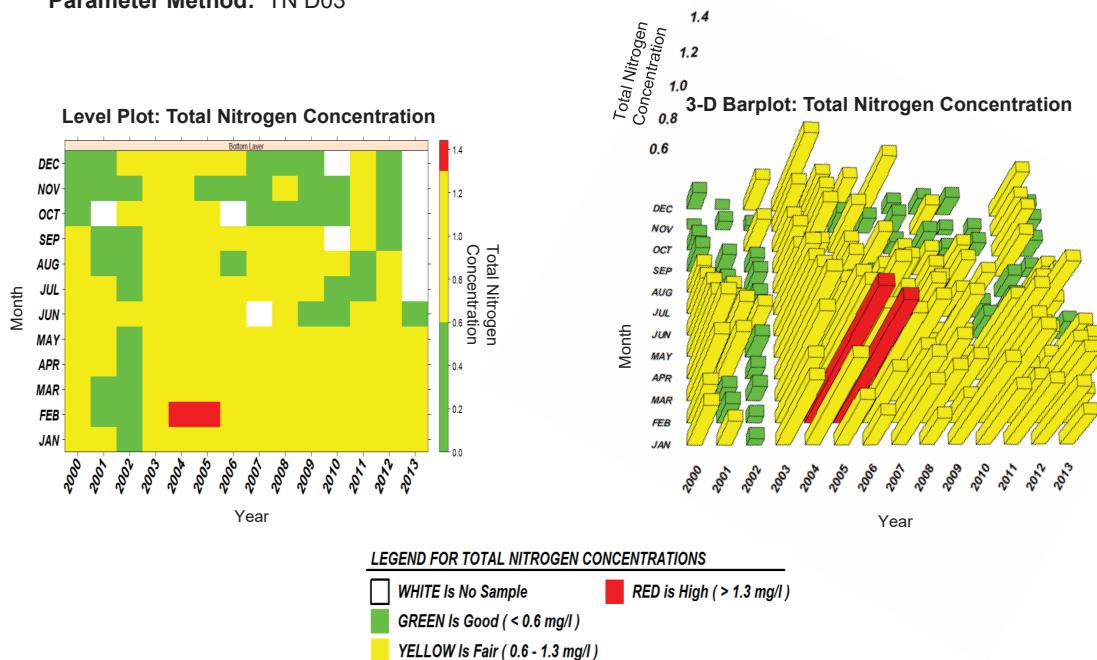 Parameter Method: TN D03
Level Plot: Total Nitrogen Concentration
Bottom Layer
DEC
NOV
OCT
SEP
AUG
JUL
JUN
MAY
APR
MAR
FEB
JAN
Month
2000 2001 2002 2003 2004 2005 2006 2007 2008 2009 2010 2011 2012 2013
Year
1.4
1.2
1.0
0.8
0.6
0.4
0.2
0.0
Total Nitrogen
Concentration
3-D Barplot: Total Nitrogen Concentration
Total Nitrogen
Concentration
1.4
1.2
1.0
0.8
0.6
DEC
NOV
OCT
SEP
AUG
JUL
JUN
MAY
APR
MAR
FEB
JAN
Month
2000 2001 2002 2003 2004 2005 2006 2007 2008 2009 2010 2011 2012 2013
Year
LEGEND FOR TOTAL NITROGEN CONCENTRATIONS
WHITE Is No Sample
RED is High ( > 1.3 mg/l )
GREEN Is Good ( < 0.6 mg/l )
YELLOW Is Fair ( 0.6 - 1.3 mg/l )